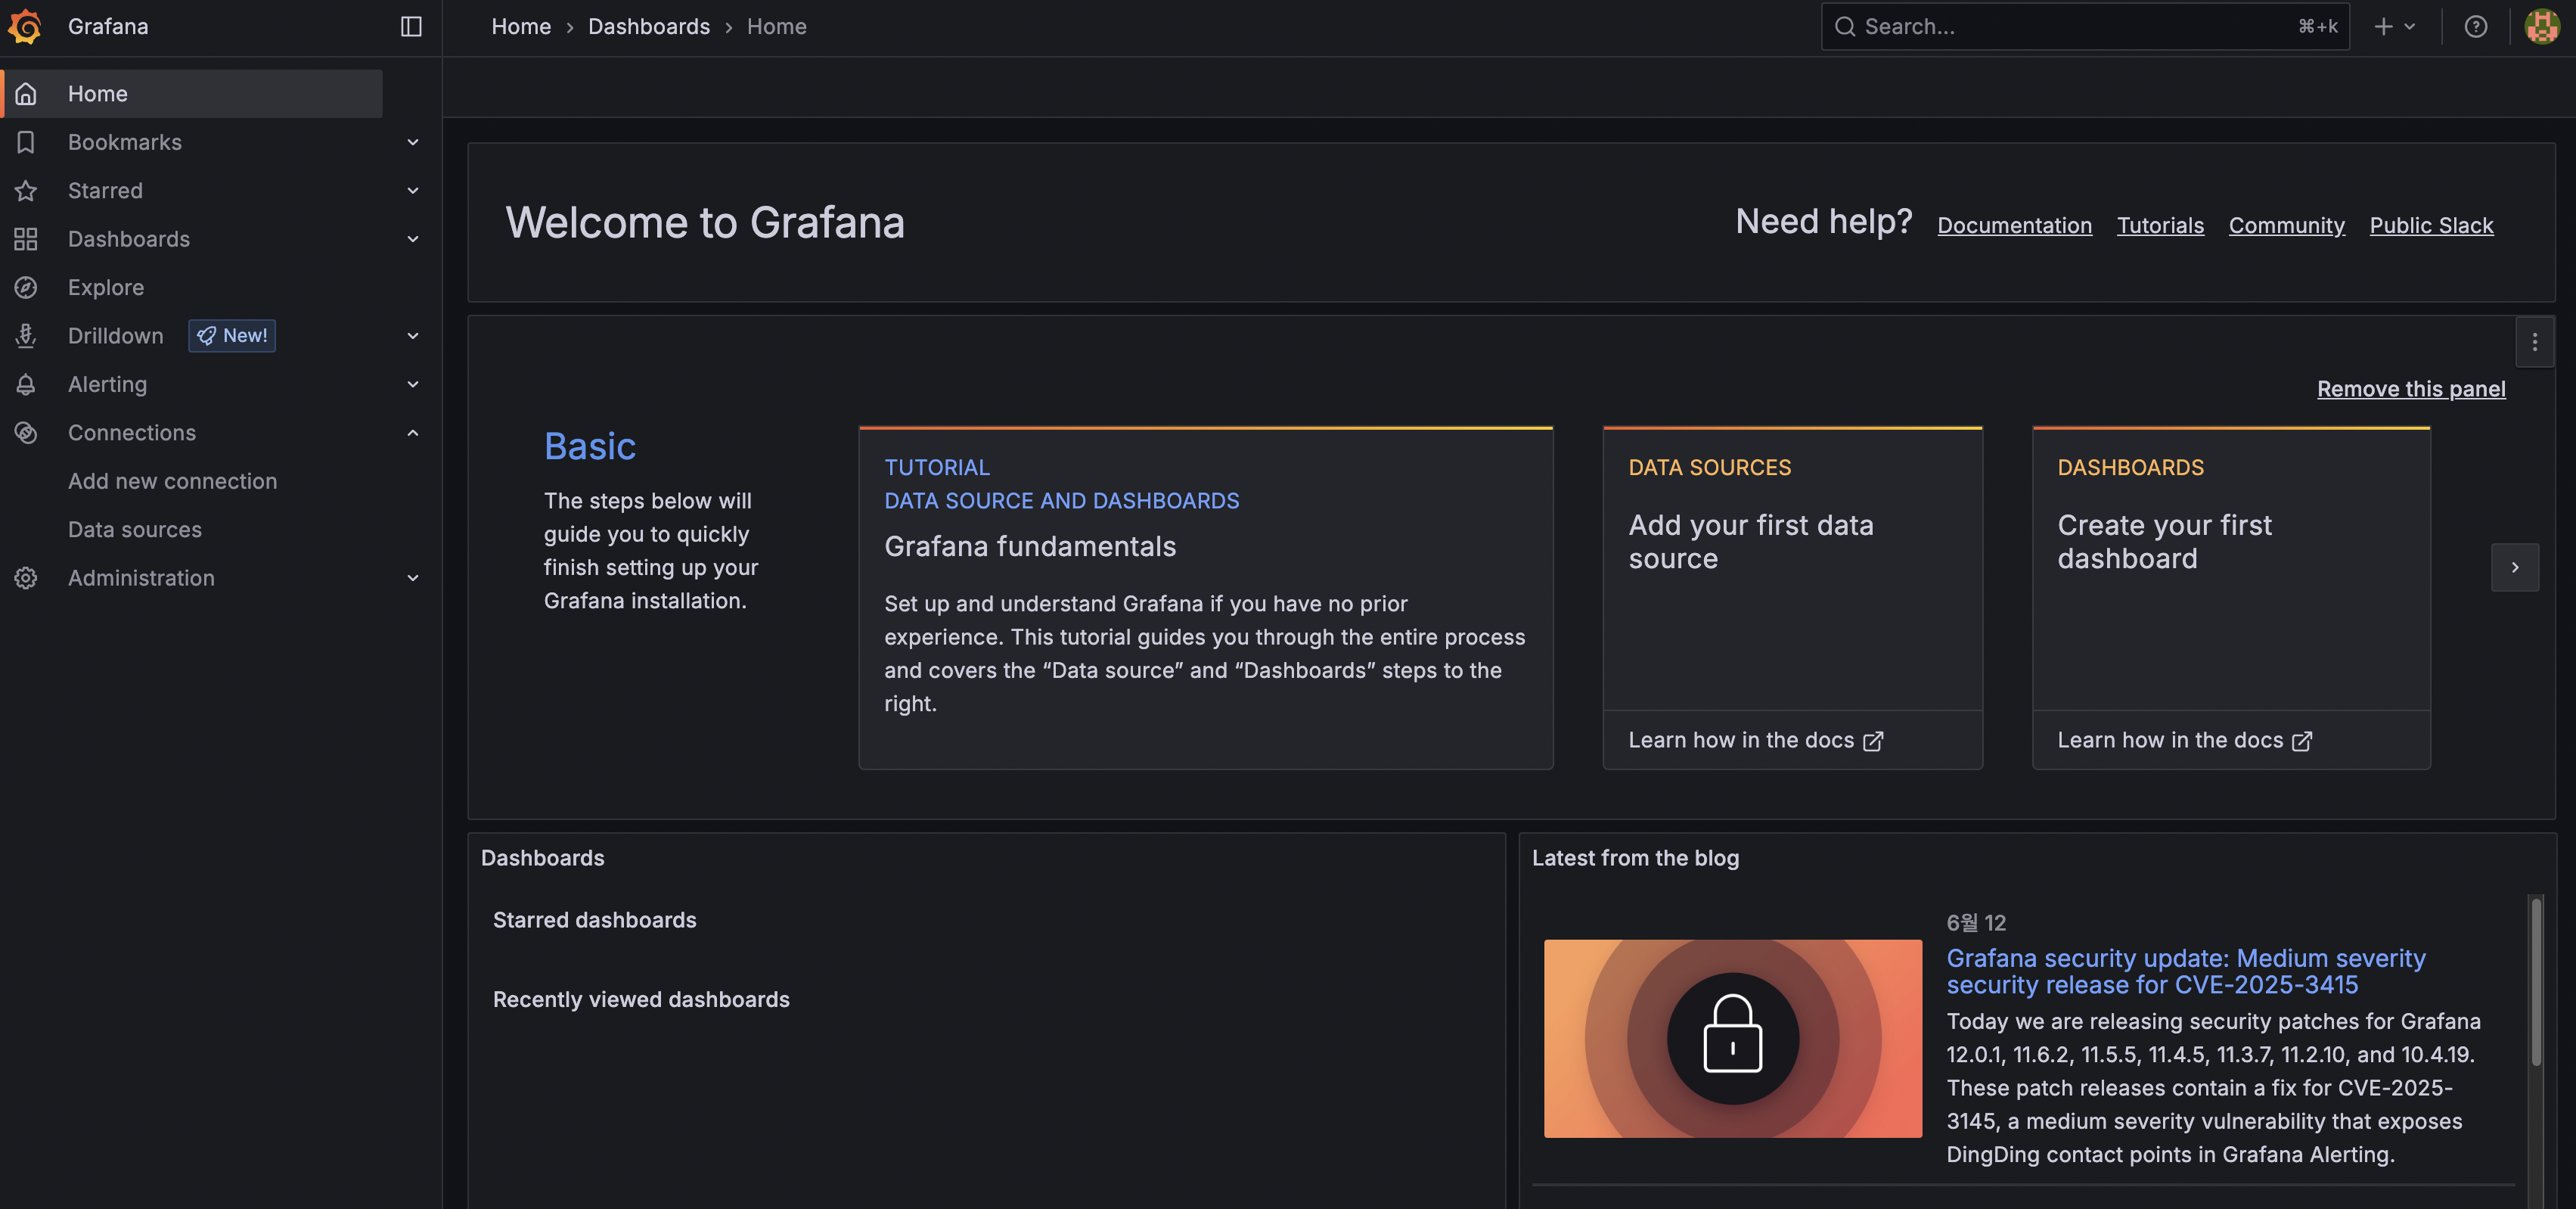 Grafana
Home › Dashboards › Home
Search...
⌘+k
Home
Bookmarks
Starred
Dashboards
Explore
Drilldown
New!
Alerting
Connections
Add new connection
Data sources
Administration
Welcome to Grafana
Need help?
Documentation
Tutorials
Community
Public Slack
Remove this panel
Basic
The steps below will
guide you to quickly
finish setting up your
Grafana installation.
TUTORIAL
DATA SOURCE AND DASHBOARDS
Grafana fundamentals
Set up and understand Grafana if you have no prior
experience. This tutorial guides you through the entire process
and covers the “Data source” and “Dashboards” steps to the
right.
DATA SOURCES
Add your first data
source
Learn how in the docs
DASHBOARDS
Create your first
dashboard
Learn how in the docs
Dashboards
Starred dashboards
Recently viewed dashboards
Latest from the blog
6월 12
Grafana security update: Medium severity
security release for CVE-2025-3415
Today we are releasing security patches for Grafana
12.0.1, 11.6.2, 11.5.5, 11.4.5, 11.3.7, 11.2.10, and 10.4.19.
These patch releases contain a fix for CVE-2025-
3145, a medium severity vulnerability that exposes
DingDing contact points in Grafana Alerting.